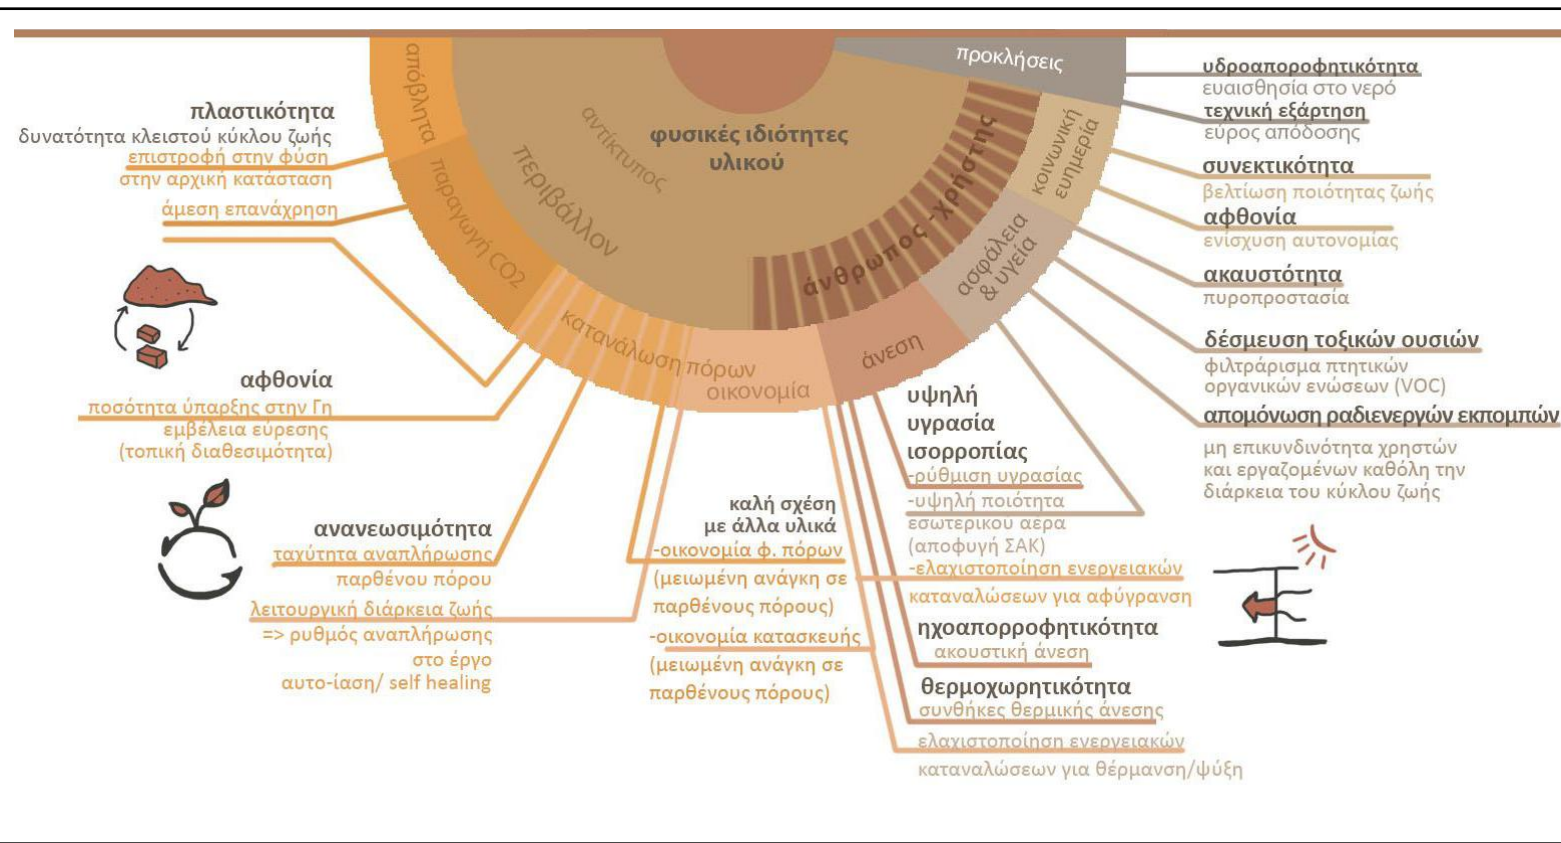 απόβλητα
παραγωγή CO2
κατανάλωση πόρων
οικονομία
άνεση
ασφάλεια
& υγεία
κοινωνική
ευημερία
προκλήσεις
αντίκτυπος
περιβάλλον
άνθρωπος -χρήστης
φυσικές ιδιότητες
υλικού
πλαστικότητα
δυνατότητα κλειστού κύκλου ζωής
επιστροφή στην φύση
στην αρχική κατάσταση
άμεση επανάχρηση
αφθονία
ποσότητα ύπαρξης στην Γη
εμβέλεια εύρεσης
(τοπική διαθεσιμότητα)
ανανεωσιμότητα
ταχύτητα αναπλήρωσης
παρθένου πόρου
λειτουργική διάρκεια ζωής
=> ρυθμός αναπλήρωσης
στο έργο
αυτο-ίαση/ self healing
καλή σχέση
με άλλα υλικά
-οικονομία φ. πόρων
(μειωμένη ανάγκη σε
παρθένους πόρους)
-οικονομία κατασκευής
(μειωμένη ανάγκη σε
παρθένους πόρους)
υψηλή
υγρασία
ισορροπίας
-ρύθμιση υγρασίας
-υψηλή ποιότητα
εσωτερικού αέρα
(αποφυγή ΣΑΚ)
-ελαχιστοποίηση ενεργειακών
καταναλώσεων για αφύγρανση
ηχοαπορροφητικότητα
ακουστική άνεση
θερμοχωρητικότητα
συνθήκες θερμικής άνεσης
ελαχιστοποίηση ενεργειακών
καταναλώσεων για θέρμανση/ψύξη
υδροαποροφητικότητα
ευαισθησία στο νερό
τεχνική εξάρτηση
εύρος απόδοσης
συνεκτικότητα
βελτίωση ποιότητας ζωής
αφθονία
ενίσχυση αυτονομίας
ακαυστότητα
πυροπροστασία
δέσμευση τοξικών ουσιών
φιλτράρισμα πτητικών
οργανικών ενώσεων (VOC)
απομόνωση ραδιενεργών εκπομπών
μη επικυνδινότητα χρηστών
και εργαζομένων καθόλη την
διάρκεια του κύκλου ζωής